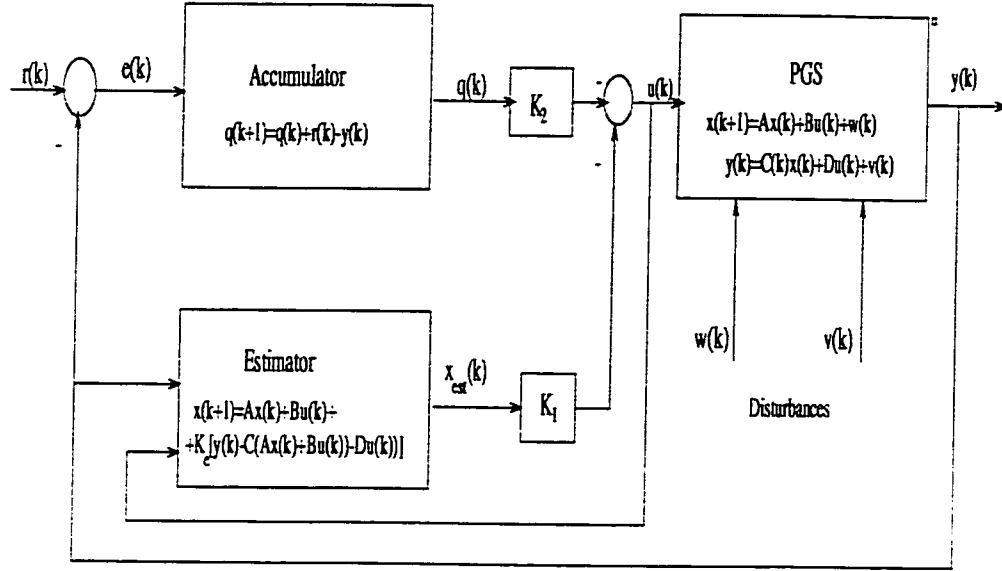 r(k)
e(k)
-
Accumulator
q(k+1)=q(k)+r(k)-y(k)
q(k)
K2
-
-
u(k)
PGS
x(k+1)=Ax(k)+Bu(k)+w(k)
y(k)=C(k)x(k)+Du(k)+v(k)
y(k)
w(k)
v(k)
Disturbances
Estimator
x(k+1)=Ax(k)+Bu(k)+
+Ke[y(k)-C(Ax(k)+Bu(k))-Du(k))]
xest(k)
K1